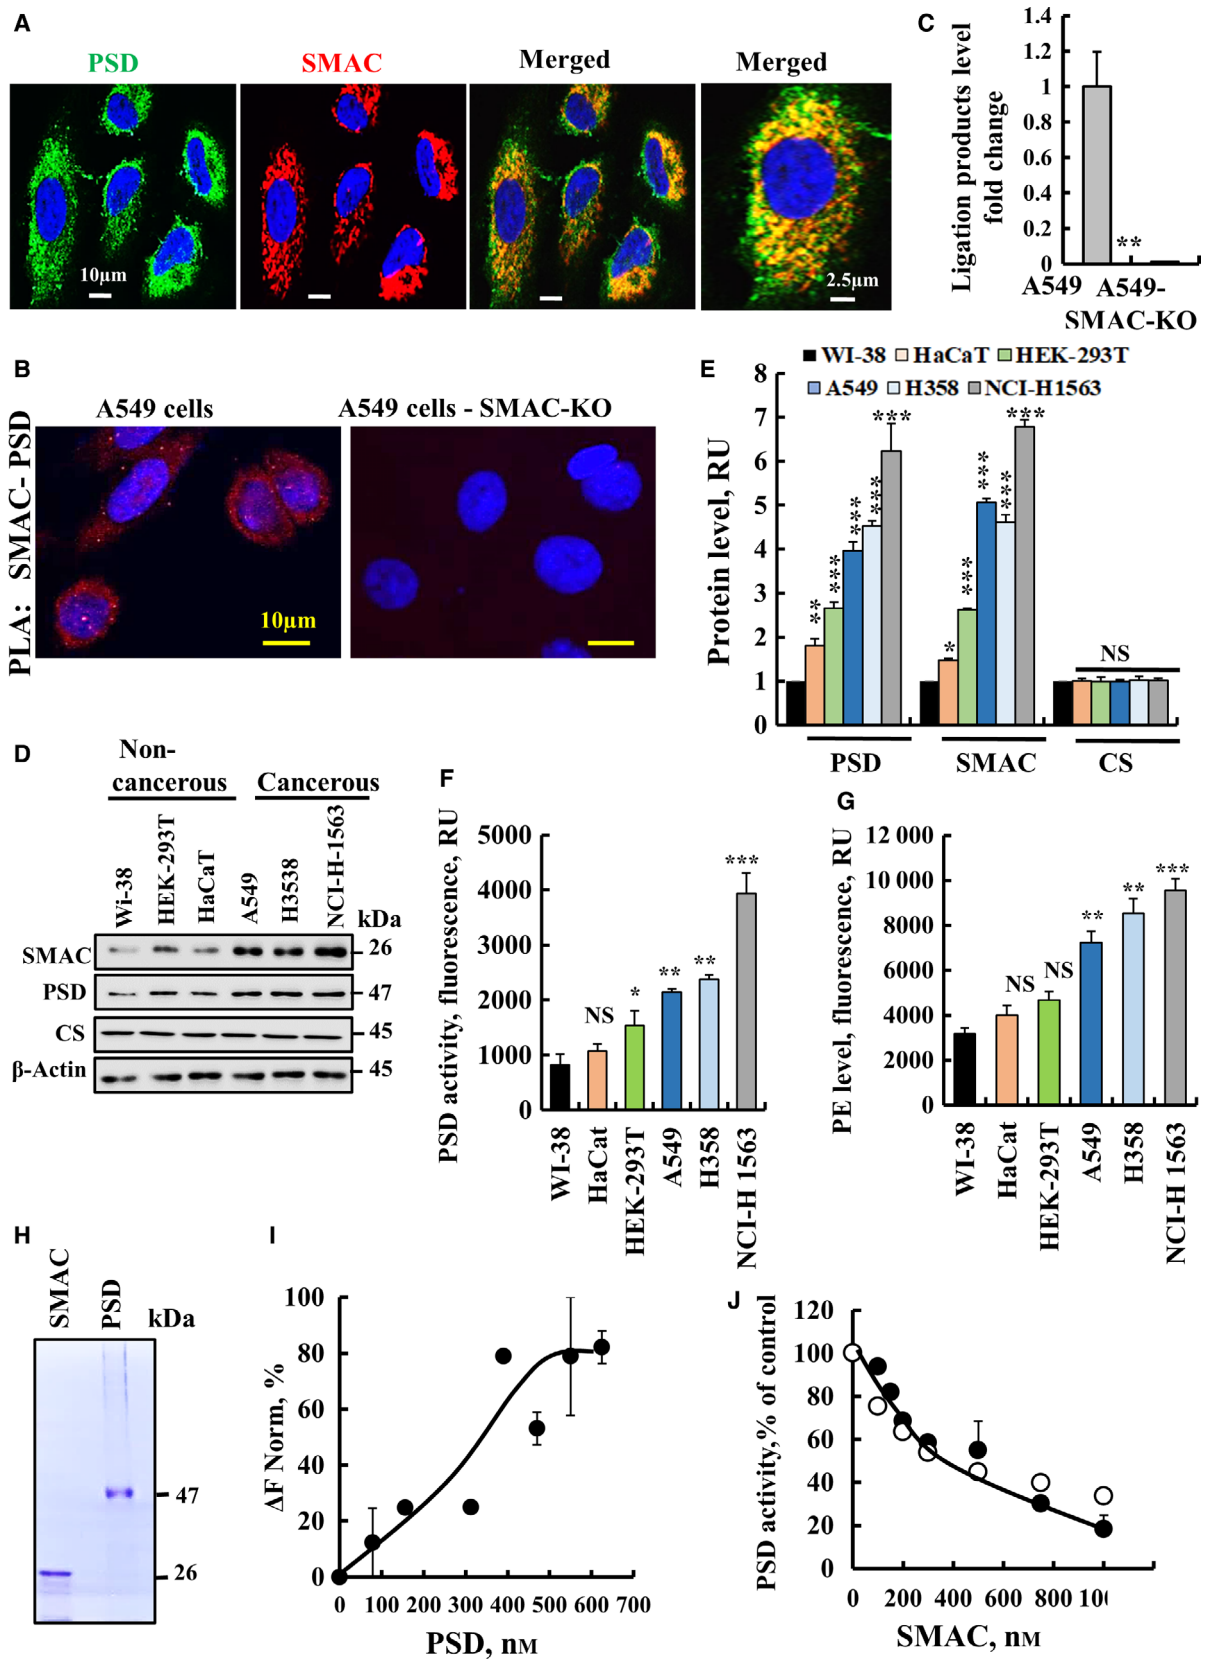 A
PSD
SMAC
Merged
Merged
10µm
2.5µm
C
Ligation products level
fold change
1.4
1.2
1
0.8
0.6
0.4
0.2
0
**
A549
A549-
SMAC-KO
B
PLA: SMAC- PSD
A549 cells
A549 cells - SMAC-KO
10µm
E
WI-38 HaCaT HEK-293T
A549 H358 NCI-H1563
Protein level, RU
8
7
6
5
4
3
2
1
0
**
***
***
***
***
*
***
***
***
***
NS
PSD
SMAC
CS
D
Non-
cancerous
Cancerous
Wi-38
HEK-293T
HaCaT
A549
H3538
NCI-H-1563
kDa
SMAC
26
PSD
47
CS
45
β-Actin
45
F
PSD activity, fluorescence, RU
5000
4000
3000
2000
1000
0
NS
*
**
**
***
WI-38
HaCat
HEK-293T
A549
H358
NCI-H 1563
G
PE level, fluorescence, RU
12 000
10 000
8000
6000
4000
2000
0
NS
NS
**
**
***
WI-38
HaCat
HEK-293T
A549
H358
NCI-H 1563
H
SMAC
PSD
kDa
47
26
I
ΔF Norm, %
100
80
60
40
20
0
0 100 200 300 400 500 600 700
PSD, nM
J
PSD activity,% of control
120
100
80
60
40
20
0
0 200 400 600 800 100
SMAC, nM